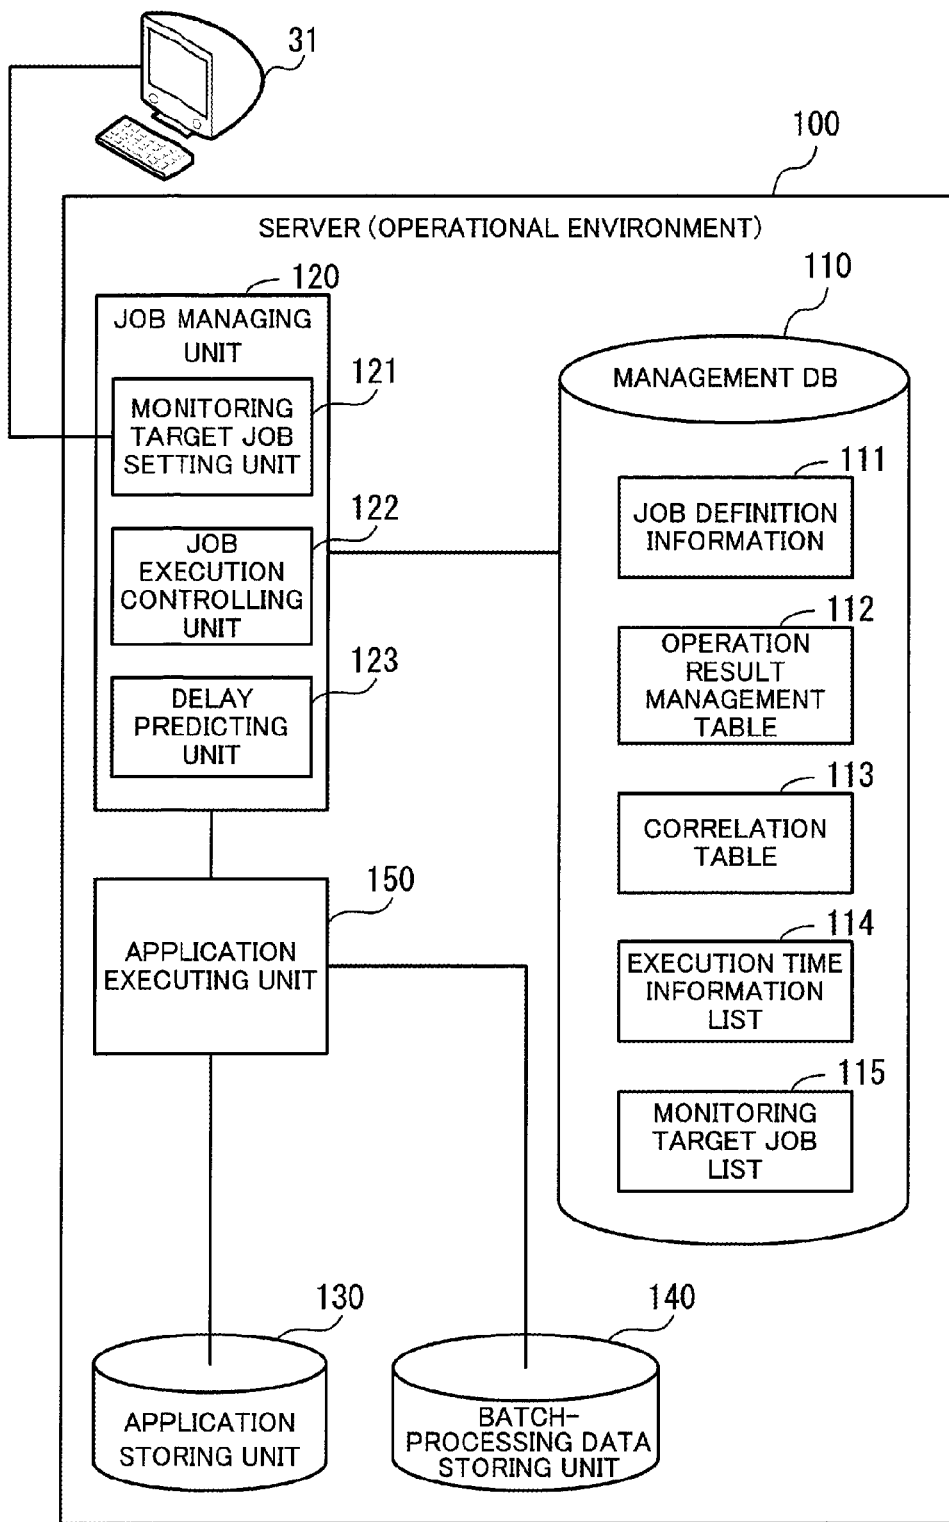 31
100
SERVER (OPERATIONAL ENVIRONMENT)
120
JOB MANAGING
UNIT
121
MONITORING
TARGET JOB
SETTING UNIT
122
JOB
EXECUTION
CONTROLLING
UNIT
123
DELAY
PREDICTING
UNIT
110
MANAGEMENT DB
111
JOB DEFINITION
INFORMATION
112
OPERATION
RESULT
MANAGEMENT
TABLE
113
CORRELATION
TABLE
114
EXECUTION TIME
INFORMATION
LIST
115
MONITORING
TARGET JOB
LIST
150
APPLICATION
EXECUTING UNIT
130
APPLICATION
STORING UNIT
140
BATCH-
PROCESSING DATA
STORING UNIT